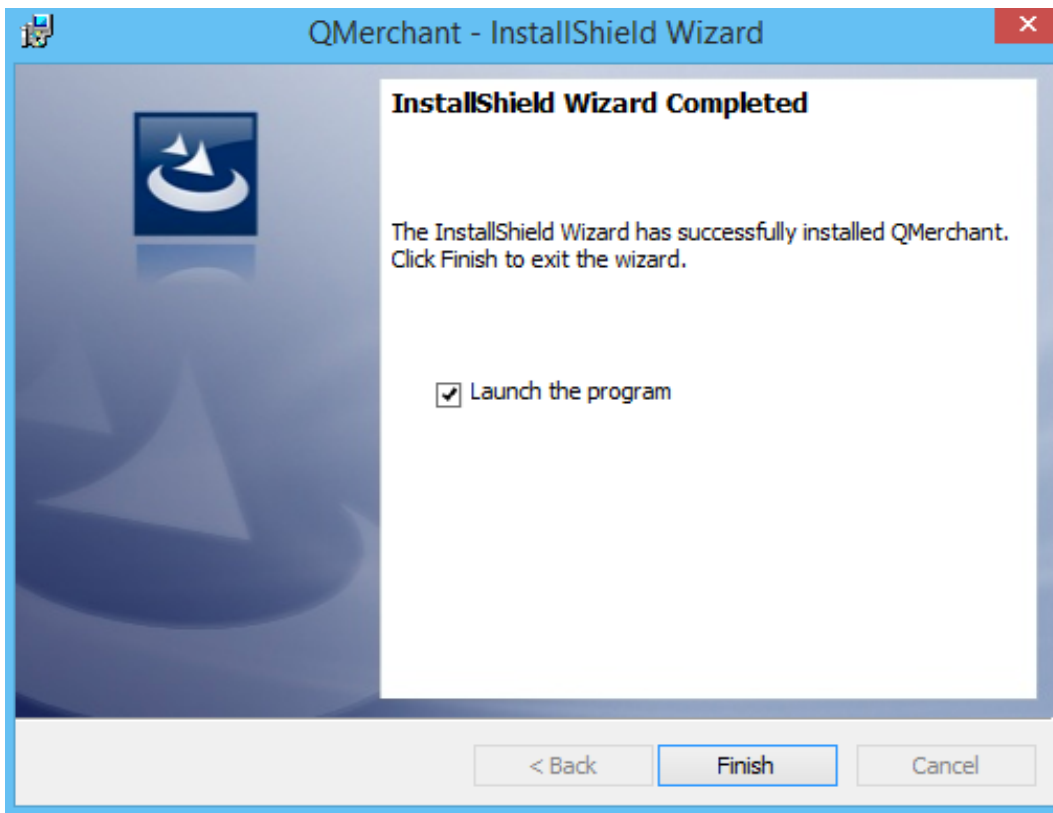 QMerchant - InstallShield Wizard
InstallShield Wizard Completed
The InstallShield Wizard has successfully installed QMerchant.
Click Finish to exit the wizard.
Launch the program
< Back
Finish
Cancel